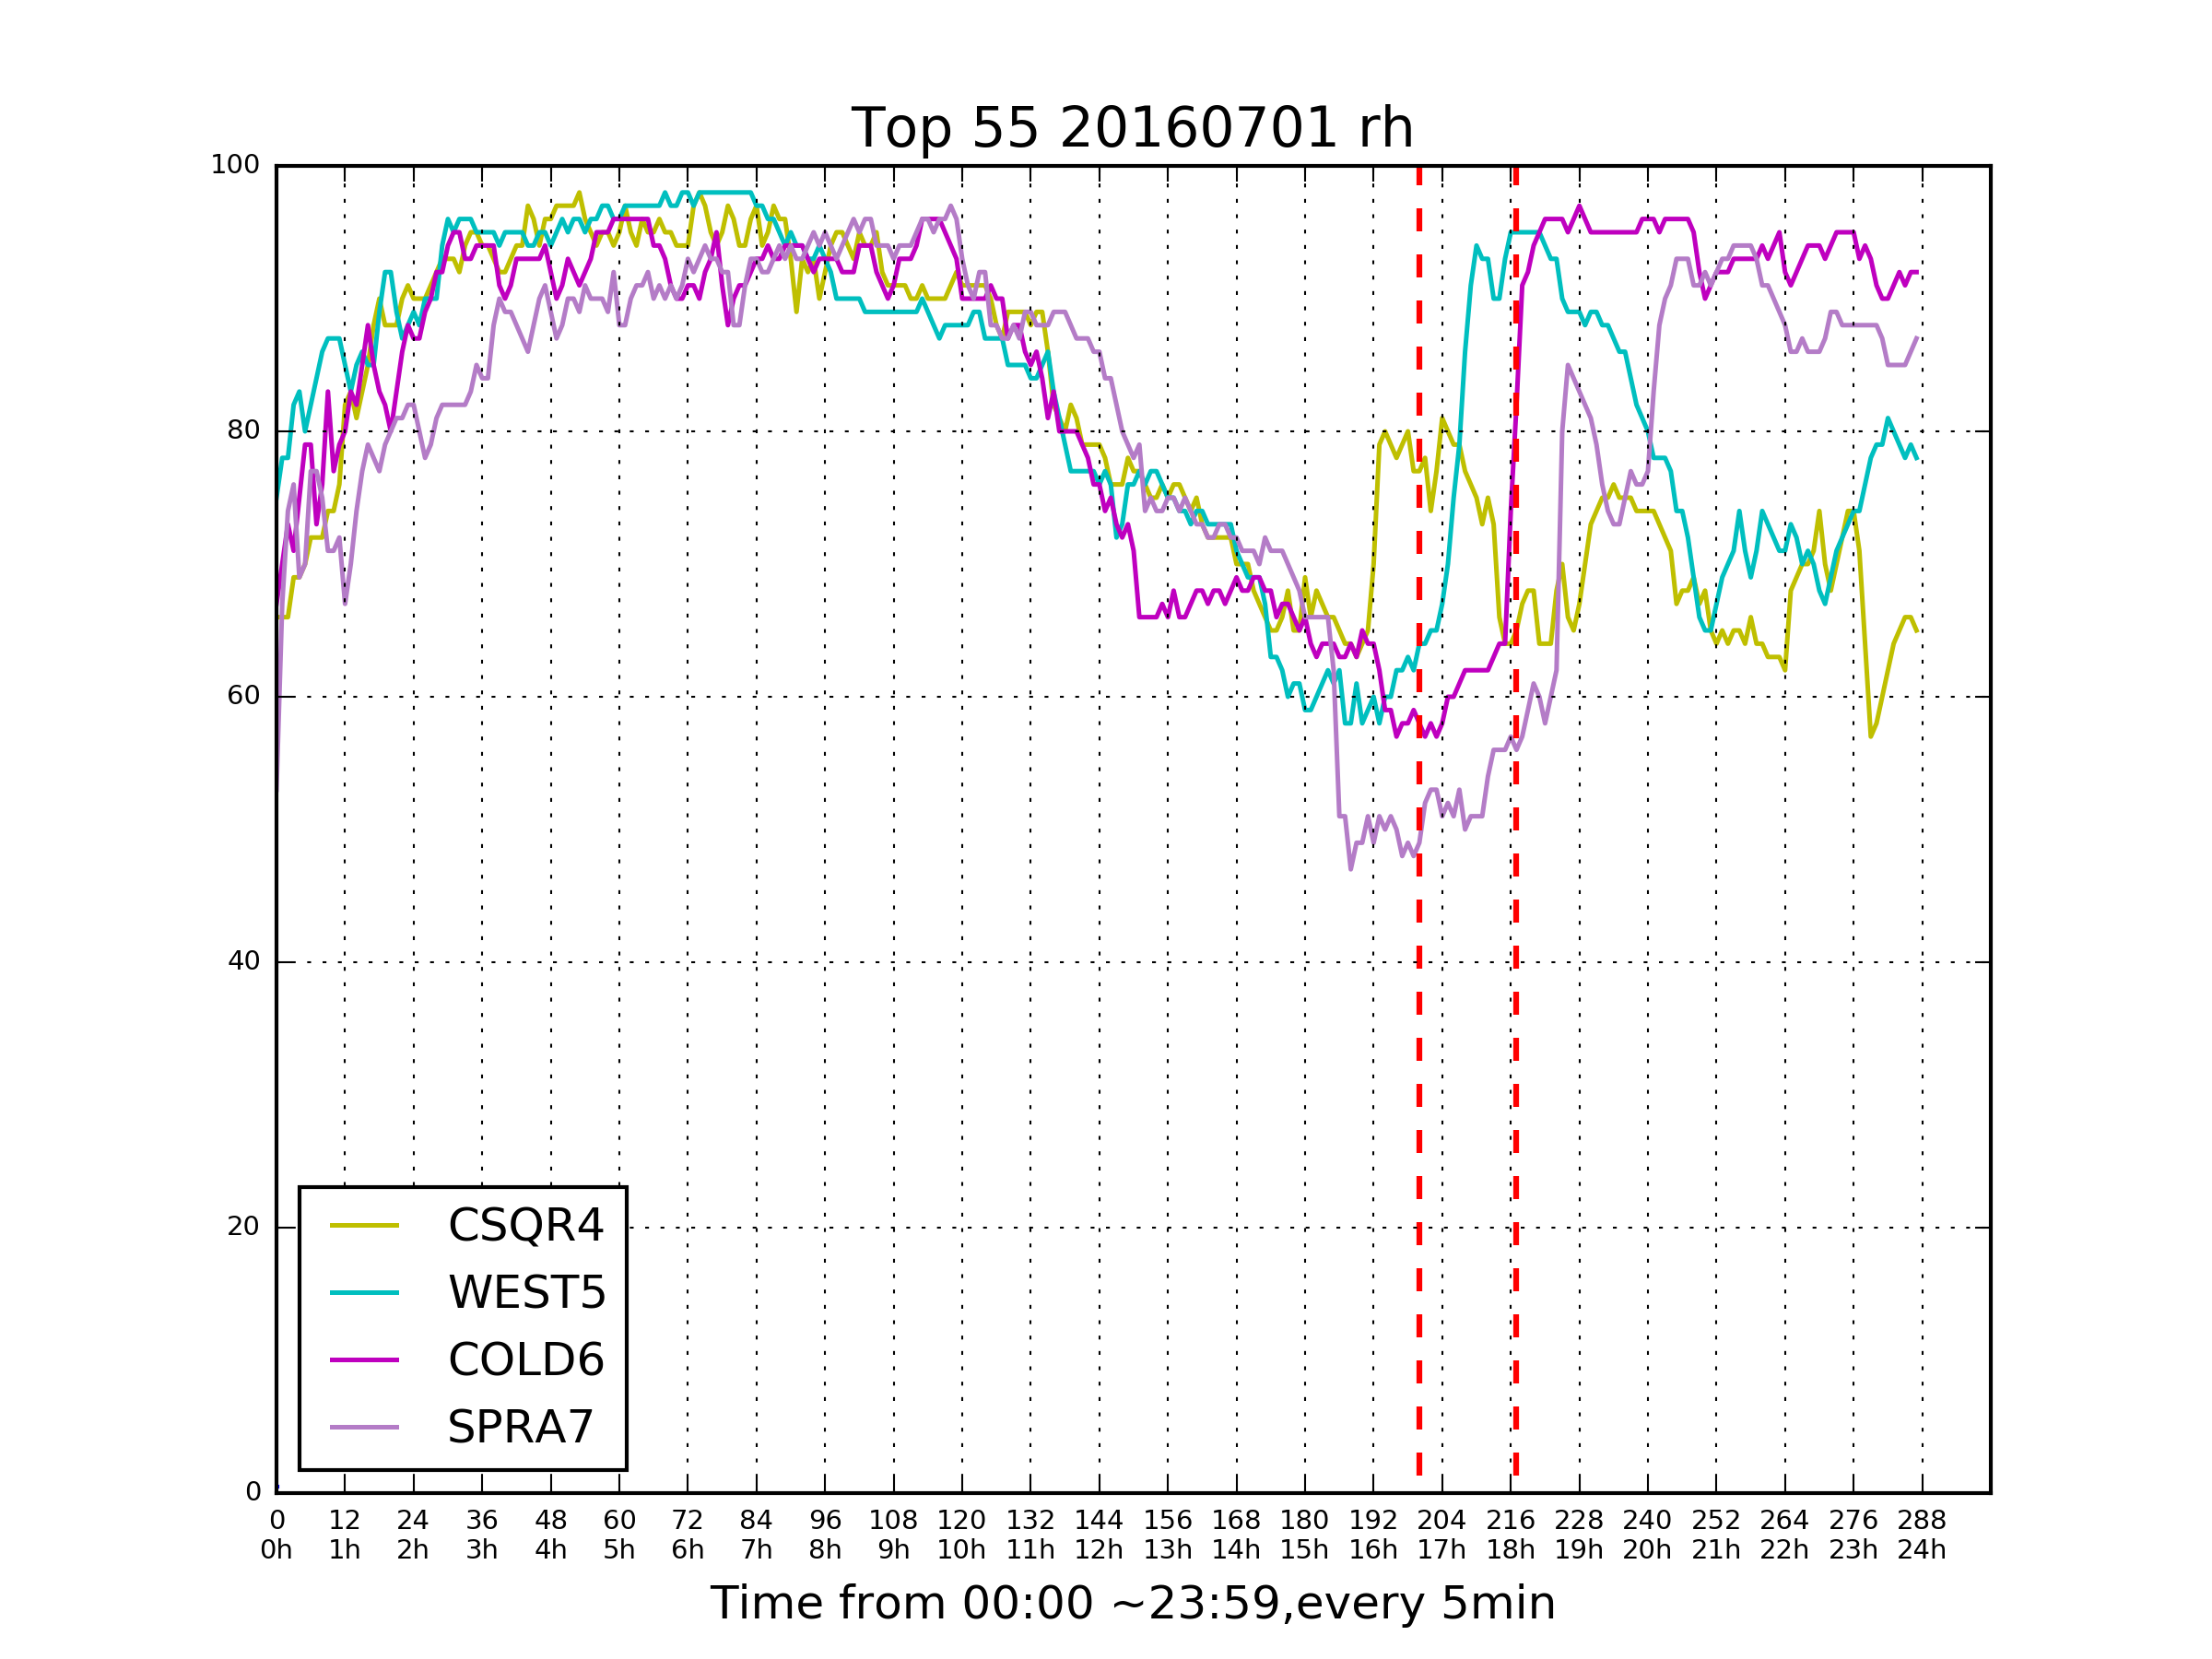 Top 55 20160701 rh
100
80
60
40
20
0
CSQR4
WEST5
COLD6
SPRA7
0 12 24 36 48 60 72 84 96 108 120 132 144 156 168 180 192 204 216 228 240 252 264 276 288
0h 1h 2h 3h 4h 5h 6h 7h 8h 9h 10h 11h 12h 13h 14h 15h 16h 17h 18h 19h 20h 21h 22h 23h 24h
Time from 00:00 ~23:59,every 5min